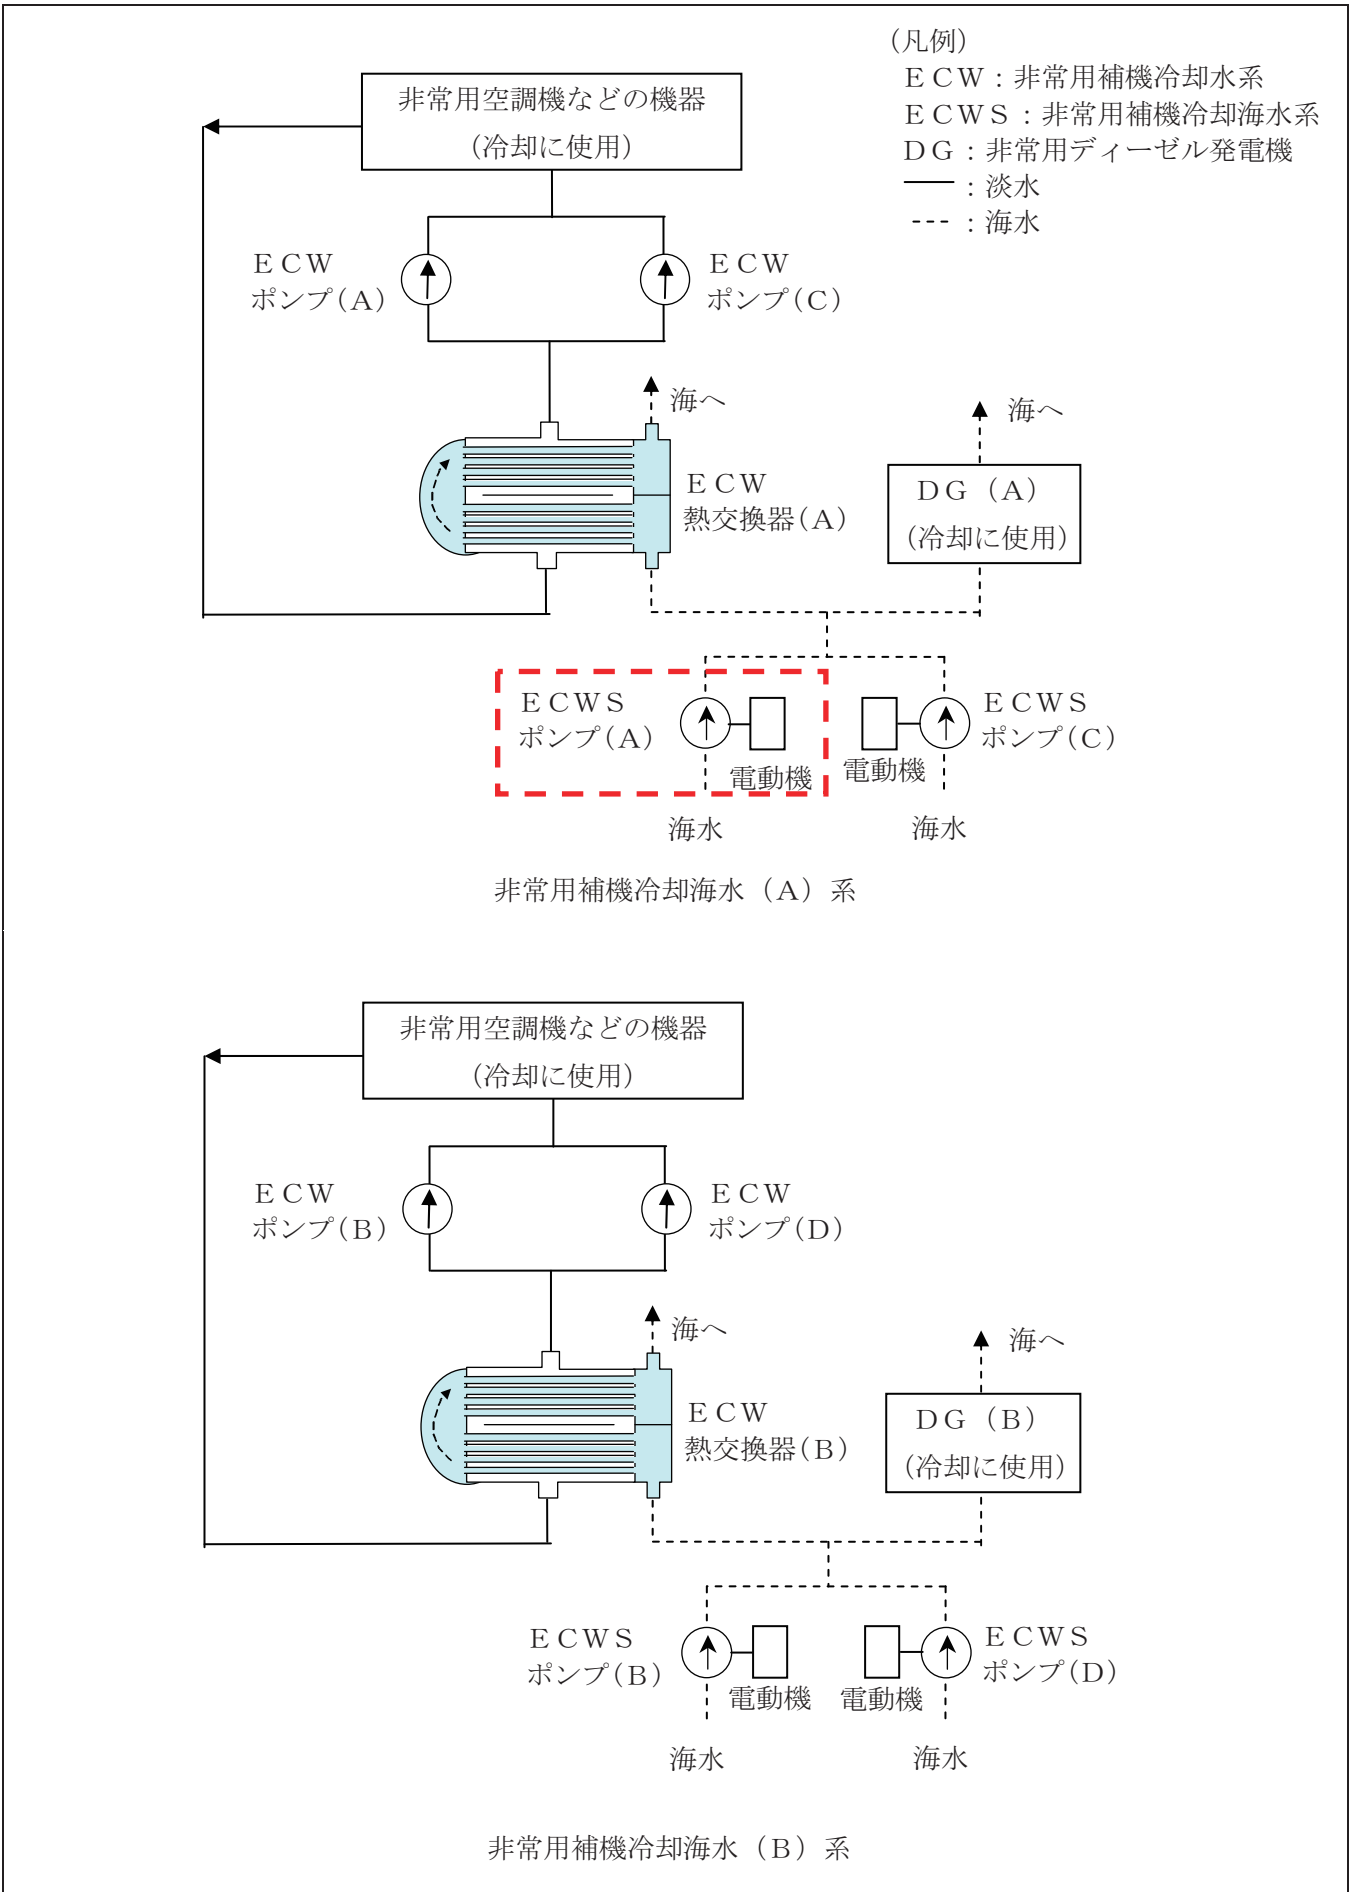 (凡例)
ECW:非常用補機冷却水系
ECWS:非常用補機冷却海水系
DG:非常用ディーゼル発電機
:淡水
:海水
非常用空調機などの機器
(冷却に使用)
ECW
ポンプ(A)
ECW
ポンプ(C)
海へ
海へ
ECW
熱交換器(A)
DG(A)
(冷却に使用)
ECWS
ポンプ(A)
電動機
電動機
ECWS
ポンプ(C)
海水
海水
非常用補機冷却海水(A)系
非常用空調機などの機器
(冷却に使用)
ECW
ポンプ(B)
ECW
ポンプ(D)
海へ
海へ
ECW
熱交換器(B)
DG(B)
(冷却に使用)
ECWS
ポンプ(B)
電動機
電動機
ECWS
ポンプ(D)
海水
海水
非常用補機冷却海水(B)系